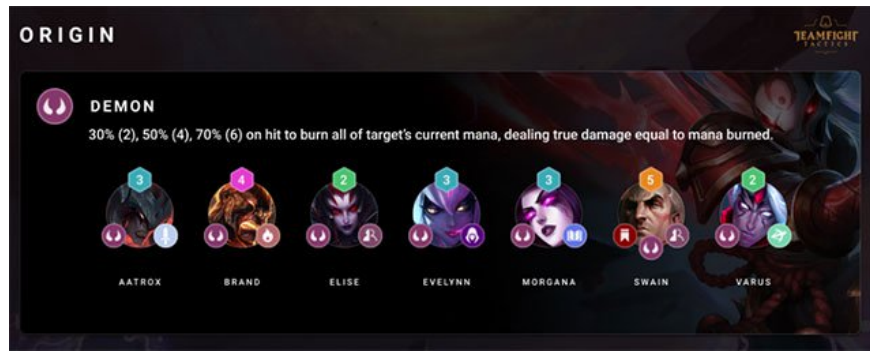 ORIGIN
TEAMFIGHT
TACTICS
DEMON
30% (2), 50% (4), 70% (6) on hit to burn all of target's current mana, dealing true damage equal to mana burned.
3 4 2 3 3 5 2
AATROX BRAND ELISE EVELYNN MORGANA SWAIN VARUS